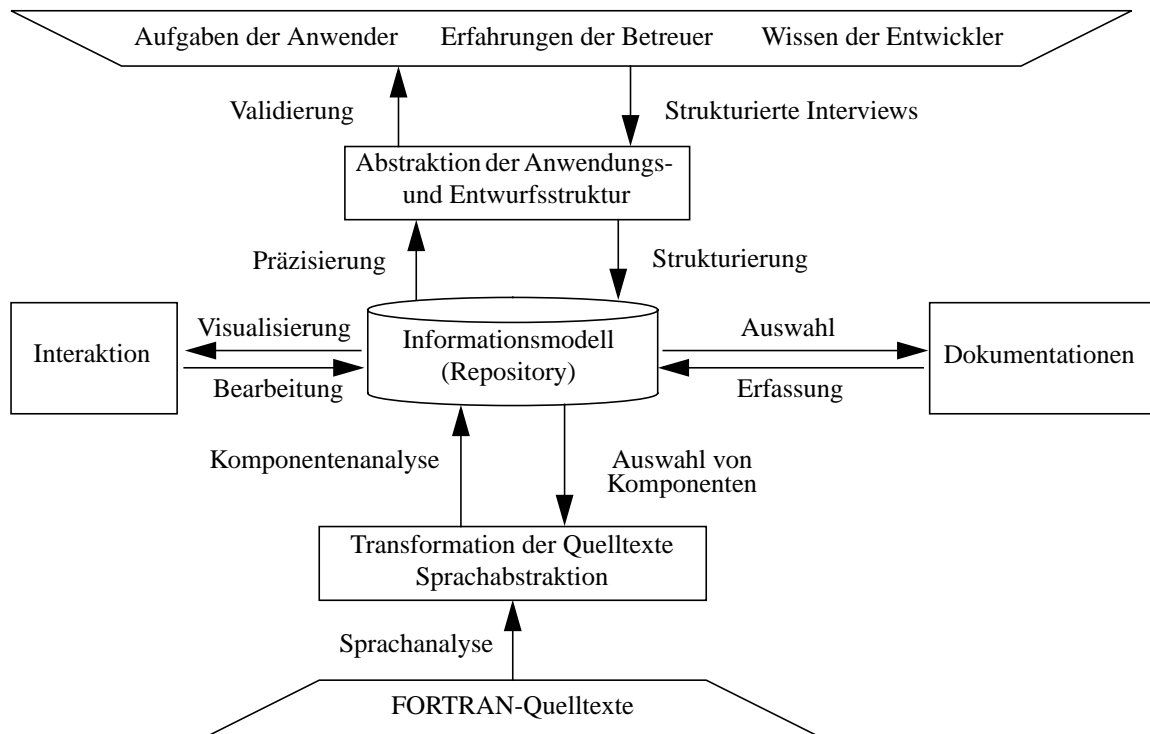 Aufgaben der Anwender Erfahrungen der Betreuer Wissen der Entwickler
Validierung
Strukturierte Interviews
Abstraktion der Anwendungs-
und Entwurfsstruktur
Präzisierung
Strukturierung
Interaktion
Visualisierung
Bearbeitung
Informationsmodell
(Repository)
Auswahl
Erfassung
Dokumentationen
Komponentenanalyse
Auswahl von
Komponenten
Transformation der Quelltexte
Sprachabstraktion
Sprachanalyse
FORTRAN-Quelltexte